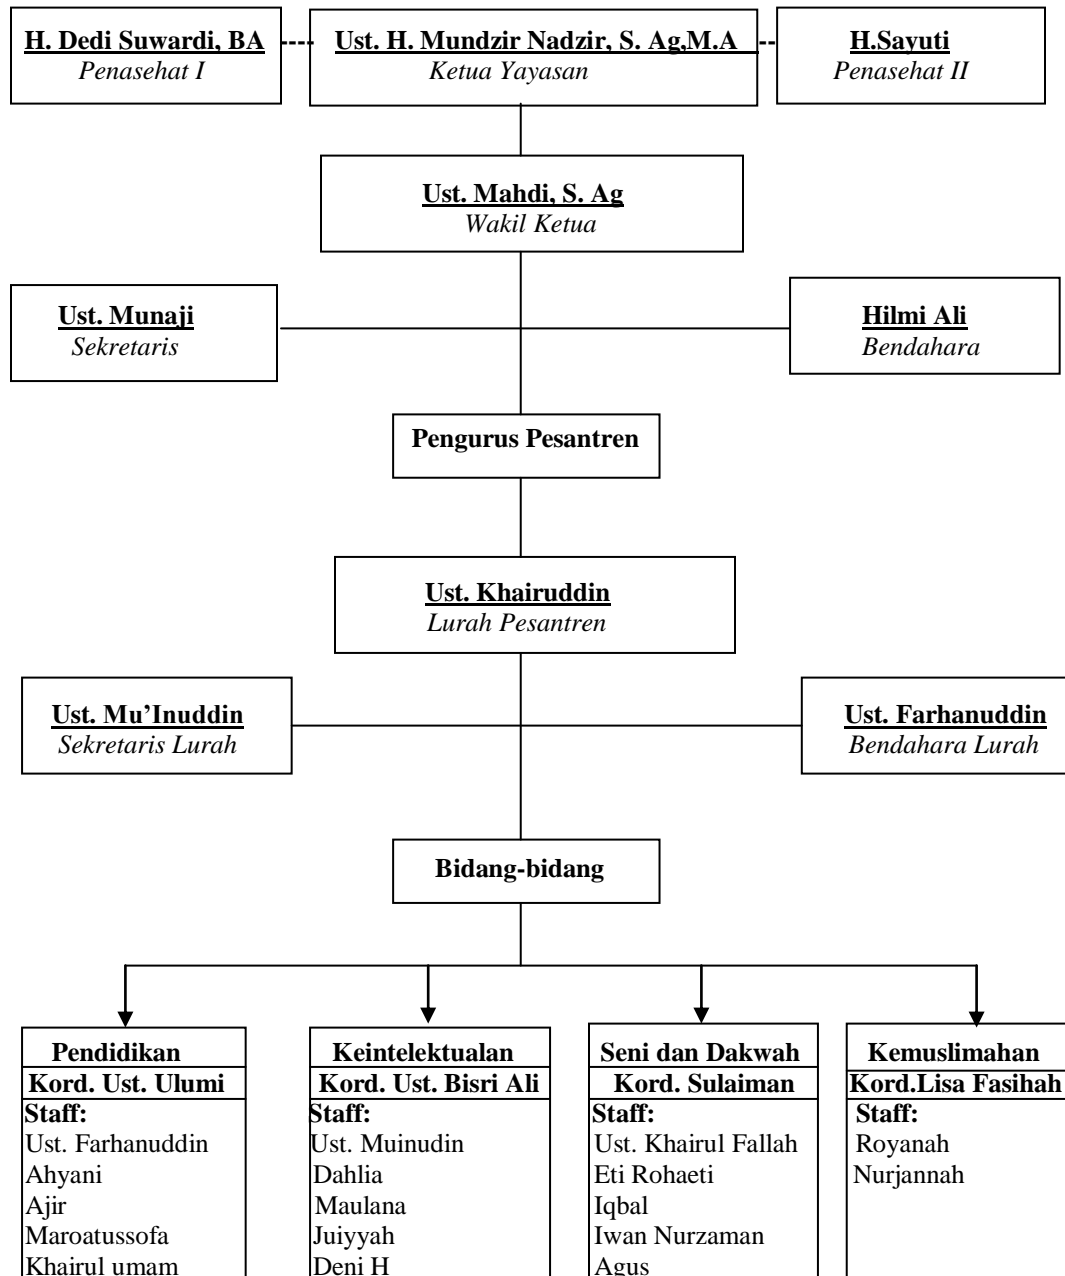 H. Dedi Suwardi, BA
Penasehat I
Ust. H. Mundzir Nadzir, S. Ag,M.A
Ketua Yayasan
H.Sayuti
Penasehat II
Ust. Mahdi, S. Ag
Wakil Ketua
Ust. Munaji
Sekretaris
Hilmi Ali
Bendahara
Pengurus Pesantren
Ust. Khairuddin
Lurah Pesantren
Ust. Mu’Inuddin
Sekretaris Lurah
Ust. Farhanuddin
Bendahara Lurah
Bidang-bidang
Pendidikan
Kord. Ust. Ulumi
Staff:
Ust. Farhanuddin
Ahyani
Ajir
Maroatussofa
Khairul umam
Keintelektualan
Kord. Ust. Bisri Ali
Staff:
Ust. Muinudin
Dahlia
Maulana
Juiyyah
Deni H
Seni dan Dakwah
Kord. Sulaiman
Staff:
Ust. Khairul Fallah
Eti Rohaeti
Iqbal
Iwan Nurzaman
Agus
Kemuslimahan
Kord.Lisa Fasihah
Staff:
Royanah
Nurjannah